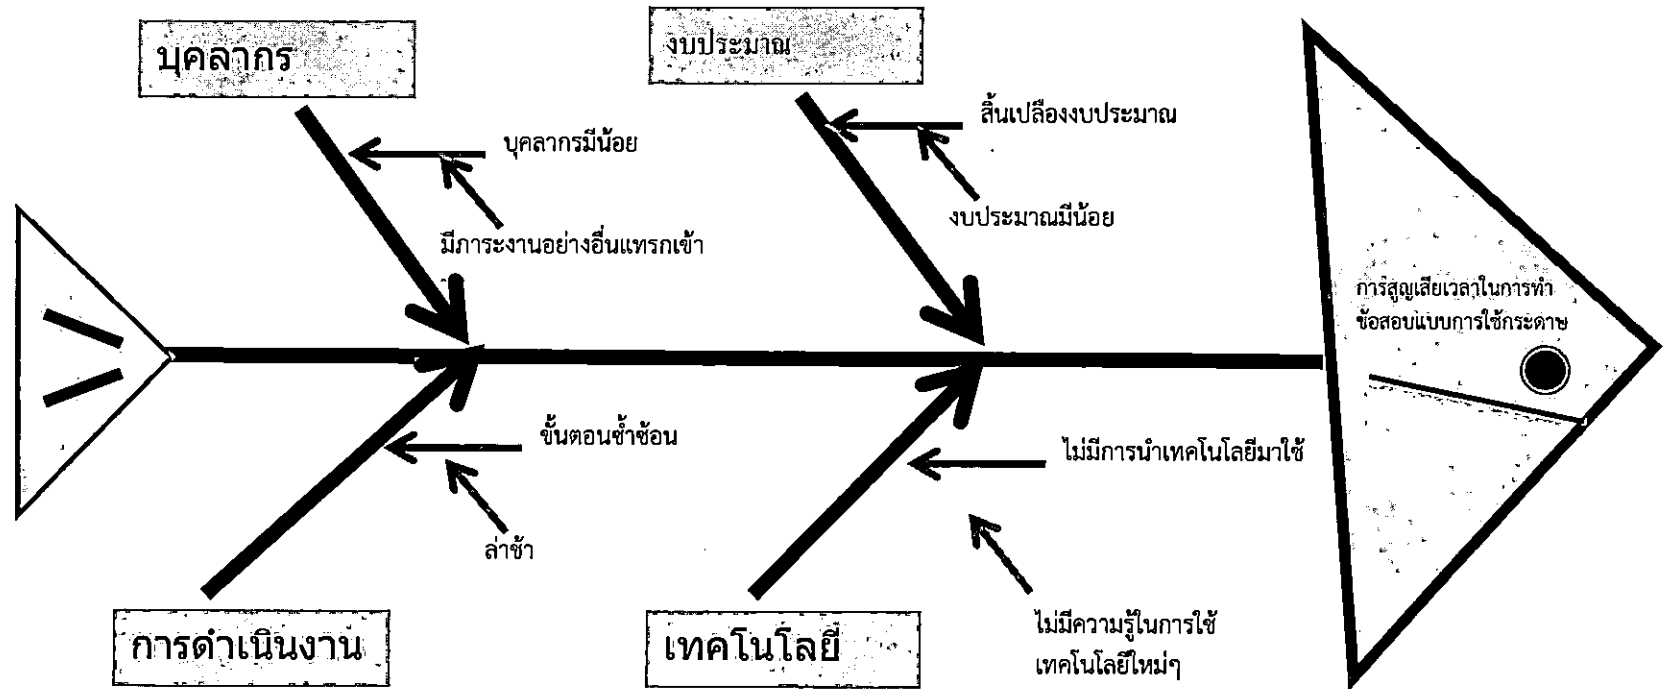 บุคลากร
งบประมาณ
บุคลากรมีน้อย
มีภาระงานอย่างอื่นแทรกเข้า
สิ้นเปลืองงบประมาณ
งบประมาณมีน้อย
การสูญเสียเวลาในการทำ
ข้อสอบแบบการใช้กระดาษ
ขั้นตอนซ้ำซ้อน
ล่าช้า
ไม่มีการนำเทคโนโลยีมาใช้
ไม่มีความรู้ในการใช้
เทคโนโลยีใหม่ๆ
การดำเนินงาน
เทคโนโลยี